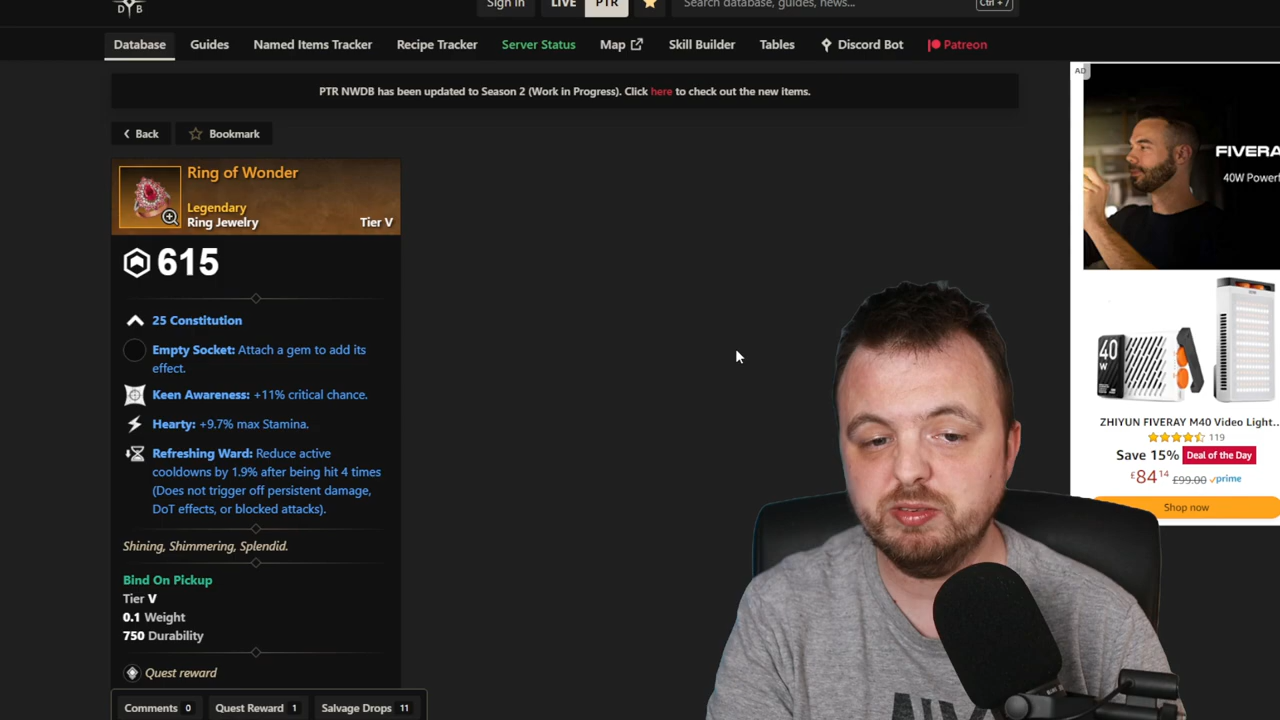 D B
Y
Sign in LIVE PTR Search database, guides, news... Ctrl + /
Database Guides Named Items Tracker Recipe Tracker Server Status Map Skill Builder Tables Discord Bot Patreon
PTR NWDB has been updated to Season 2 (Work in Progress). Click here to check out the new items.
Back Bookmark
Ring of Wonder
Legendary
Ring Jewelry Tier V
615
25 Constitution
Empty Socket: Attach a gem to add its
effect.
Keen Awareness: +11% critical chance.
Hearty: +9.7% max Stamina.
Refreshing Ward: Reduce active
cooldowns by 1.9% after being hit 4 times
(Does not trigger off persistent damage,
DoT effects, or blocked attacks).
Shining, Shimmering, Splendid.
Bind On Pickup
Tier V
0.1 Weight
750 Durability
Quest reward
Comments 0 Quest Reward 1 Salvage Drops 11
AD
FIVERA
40W Powerf
40
W
ZHIYUN FIVERAY M40 Video Light...
119
Save 15% Deal of the Day
£84.14 £99.00 prime
Shop now